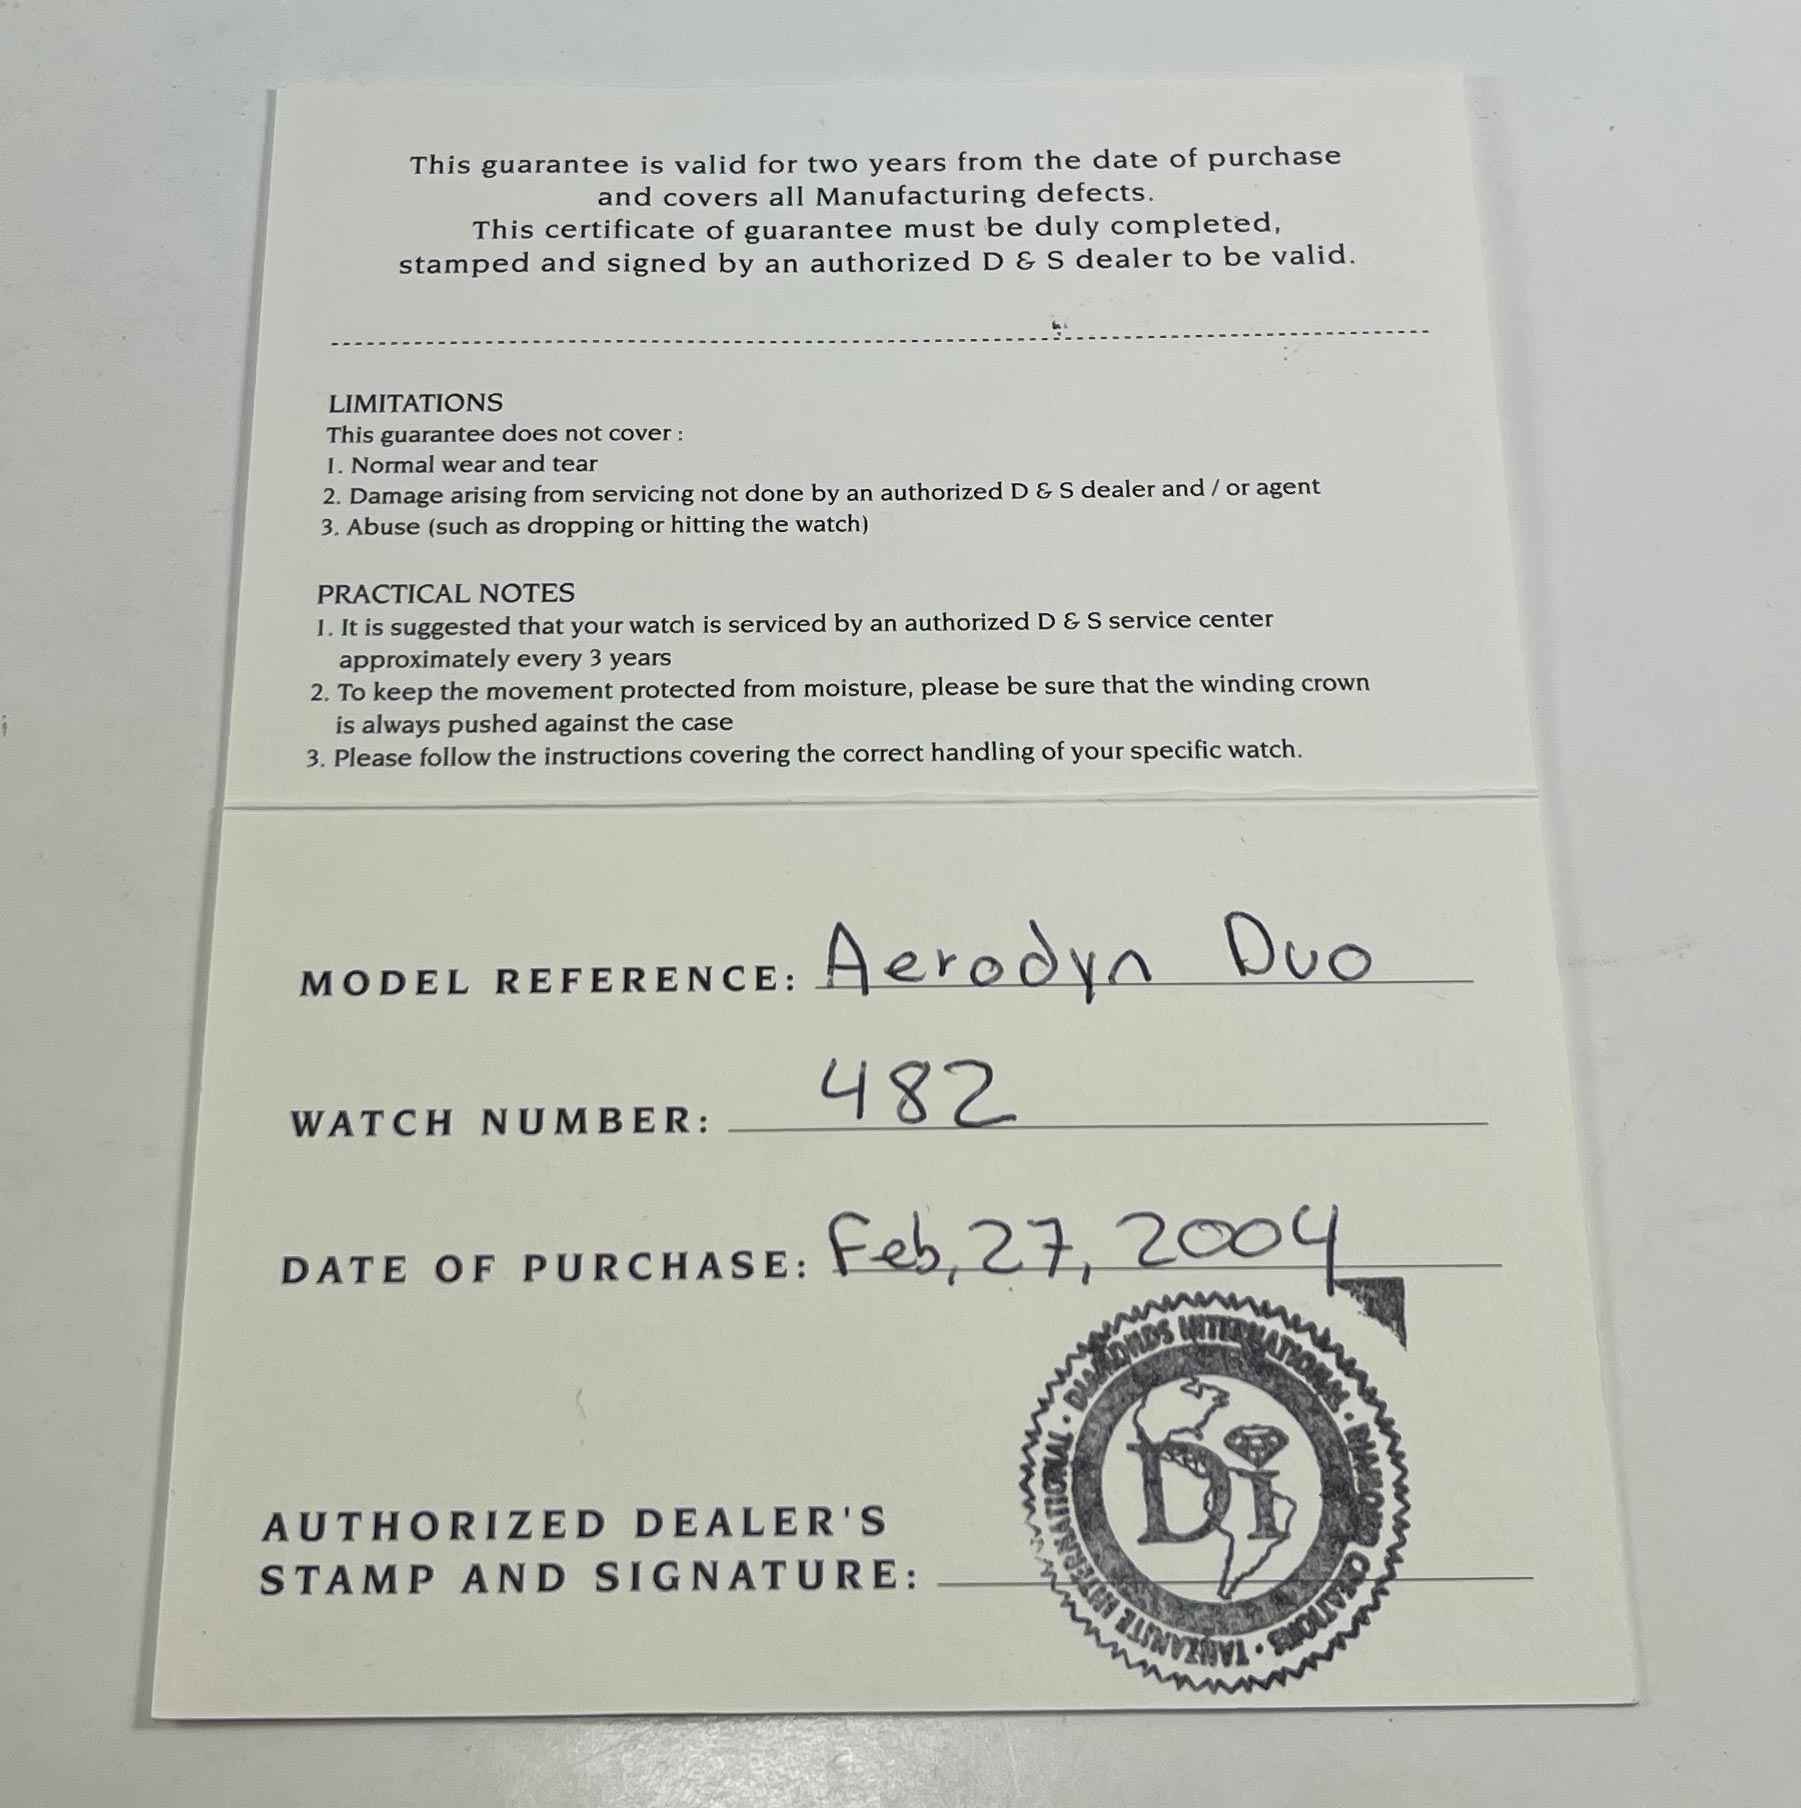 This guarantee is valid for two years from the date of purchase
and covers all Manufacturing defects.
This certificate of guarantee must be duly completed,
stamped and signed by an authorized D & S dealer to be valid.
LIMITATIONS
This guarantee does not cover :
1. Normal wear and tear
2. Damage arising from servicing not done by an authorized D & S dealer and / or agent
3. Abuse (such as dropping or hitting the watch)
PRACTICAL NOTES
1. It is suggested that your watch is serviced by an authorized D & S service center
approximately every 3 years
2. To keep the movement protected from moisture, please be sure that the winding crown
is always pushed against the case
3. Please follow the instructions covering the correct handling of your specific watch.
MODEL REFERENCE: Aerodyn Duo
WATCH NUMBER: 482
DATE OF PURCHASE: Feb, 27, 2004
AUTHORIZED DEALER'S
STAMP AND SIGNATURE:
DIAMONDS INTERNATIONAL · DIAMOND CREATIONS · TANZANITE INTERNATIONAL ·
Di